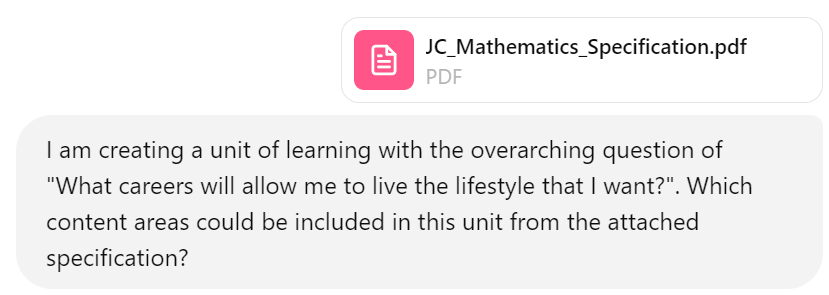 JC_Mathematics_Specification.pdf
PDF
I am creating a unit of learning with the overarching question of
"What careers will allow me to live the lifestyle that I want?". Which
content areas could be included in this unit from the attached
specification?